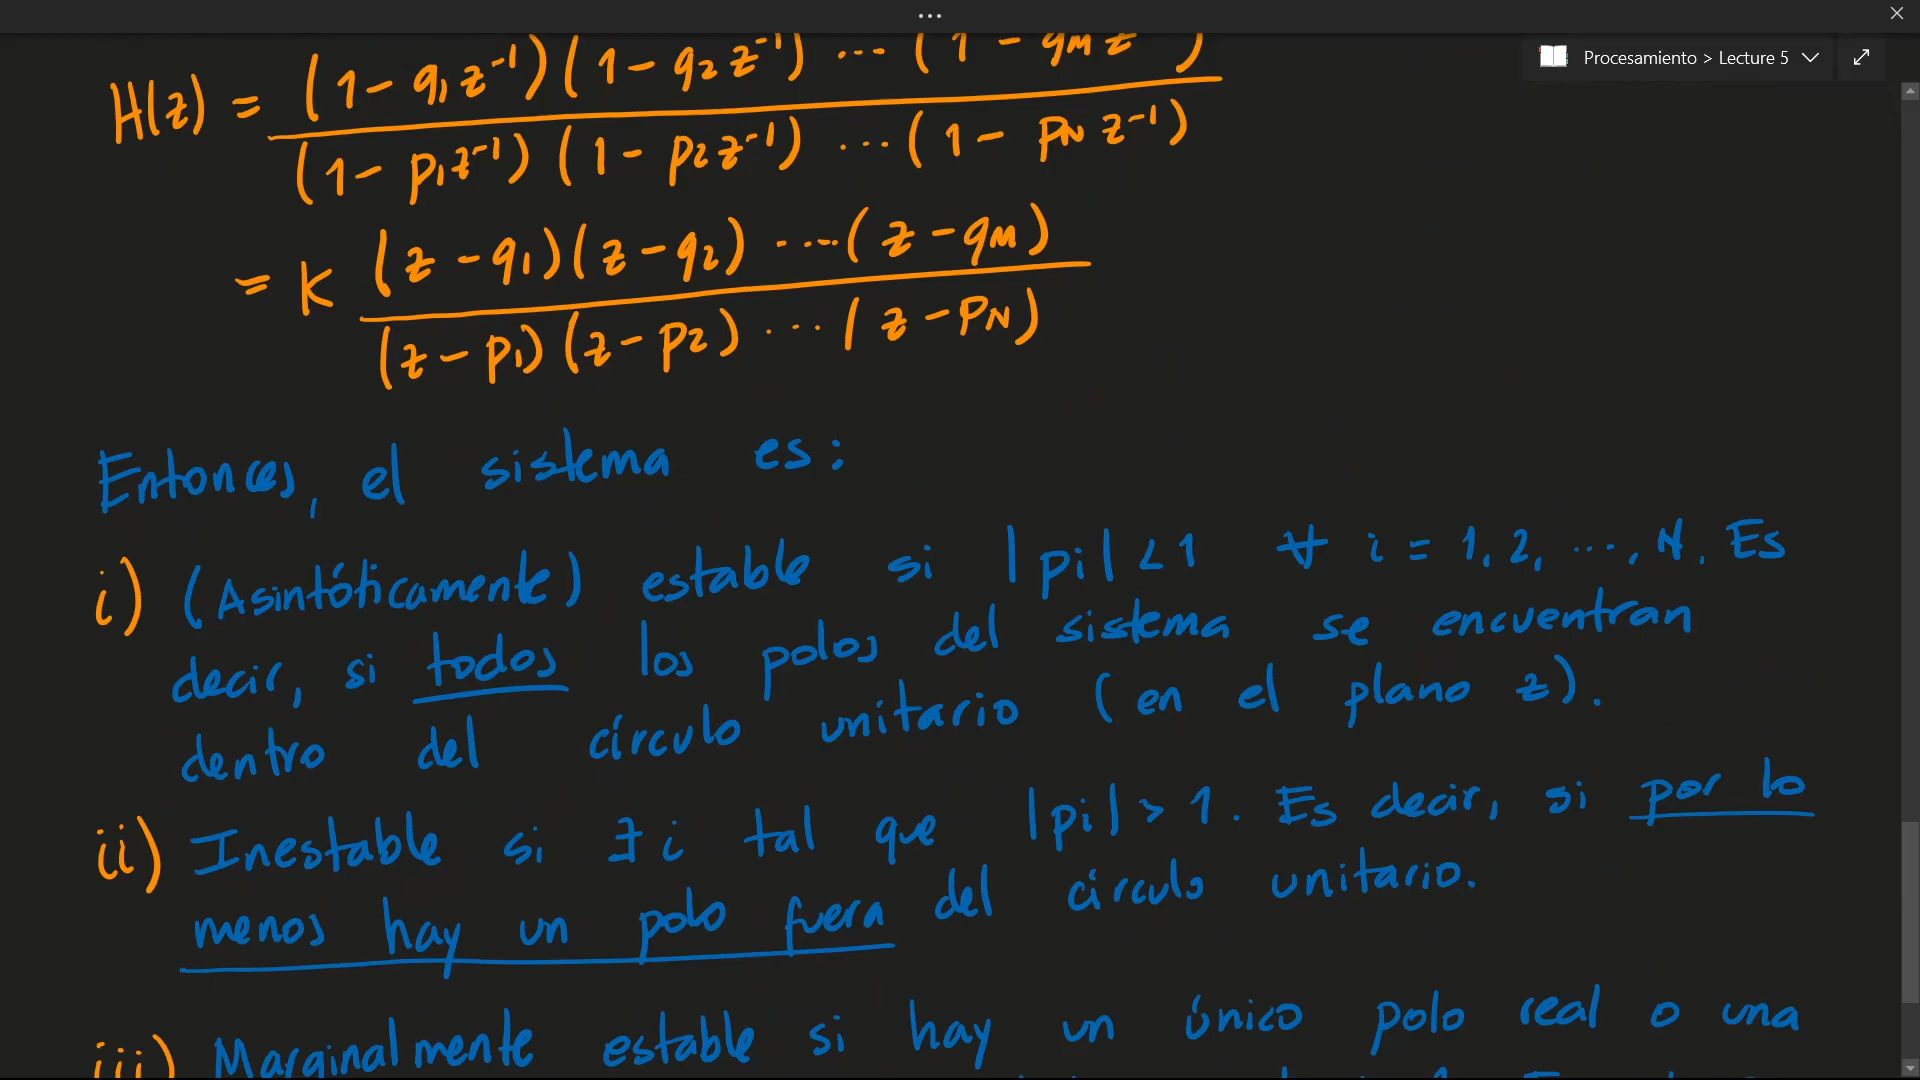 Procesamiento > Lecture 5
H(z) = (1 - q₁z⁻¹)(1 - q₂z⁻¹) ... (1 - qMz⁻¹)
(1 - p₁z⁻¹)(1 - p₂z⁻¹) ... (1 - pNz⁻¹)
= K (z - q₁)(z - q₂) ... (z - qM)
(z - p₁)(z - p₂) ... (z - pN)
Entonces, el sistema es:
i) (Asintóticamente) estable si |pi| < 1 ∀ i = 1, 2, ..., N. Es
decir, si todos los polos del sistema se encuentran
dentro del círculo unitario (en el plano z).
ii) Inestable si ∃ i tal que |pi| > 1. Es decir, si por lo
menos hay un polo fuera del círculo unitario.
iii) Marginalmente estable si hay un único polo real o una